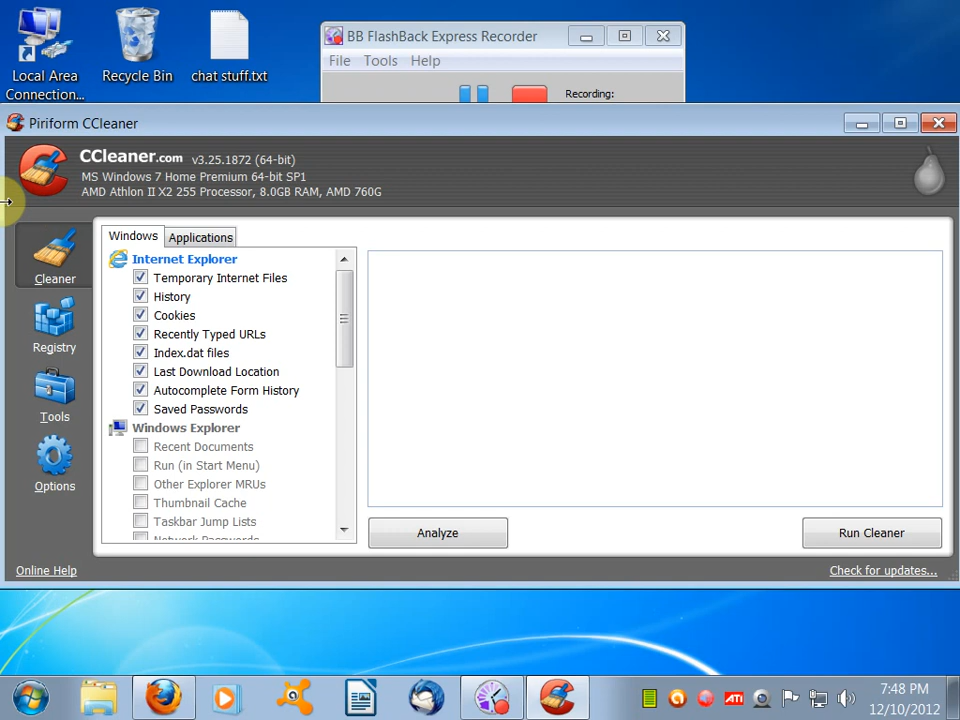 Local Area
Connection...
Recycle Bin
chat stuff.txt
BB FlashBack Express Recorder
File Tools Help
Recording:
Piriform CCleaner
CCleaner.com v3.25.1872 (64-bit)
MS Windows 7 Home Premium 64-bit SP1
AMD Athlon II X2 255 Processor, 8.0GB RAM, AMD 760G
Cleaner
Registry
Tools
Options
Windows Applications
Internet Explorer
Temporary Internet Files
History
Cookies
Recently Typed URLs
Index.dat files
Last Download Location
Autocomplete Form History
Saved Passwords
Windows Explorer
Recent Documents
Run (in Start Menu)
Other Explorer MRUs
Thumbnail Cache
Taskbar Jump Lists
Network Passwords
Analyze
Run Cleaner
Online Help
Check for updates...
ATI
7:48 PM
12/10/2012